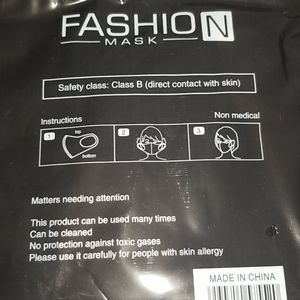 FASHION
MASK
Safety class: Class B (direct contact with skin)
Instructions Non medical
1 top bottom 2 3
Matters needing attention
This product can be used many times
Can be cleaned
No protection against toxic gases
Please use it carefully for people with skin allergy
MADE IN CHINA